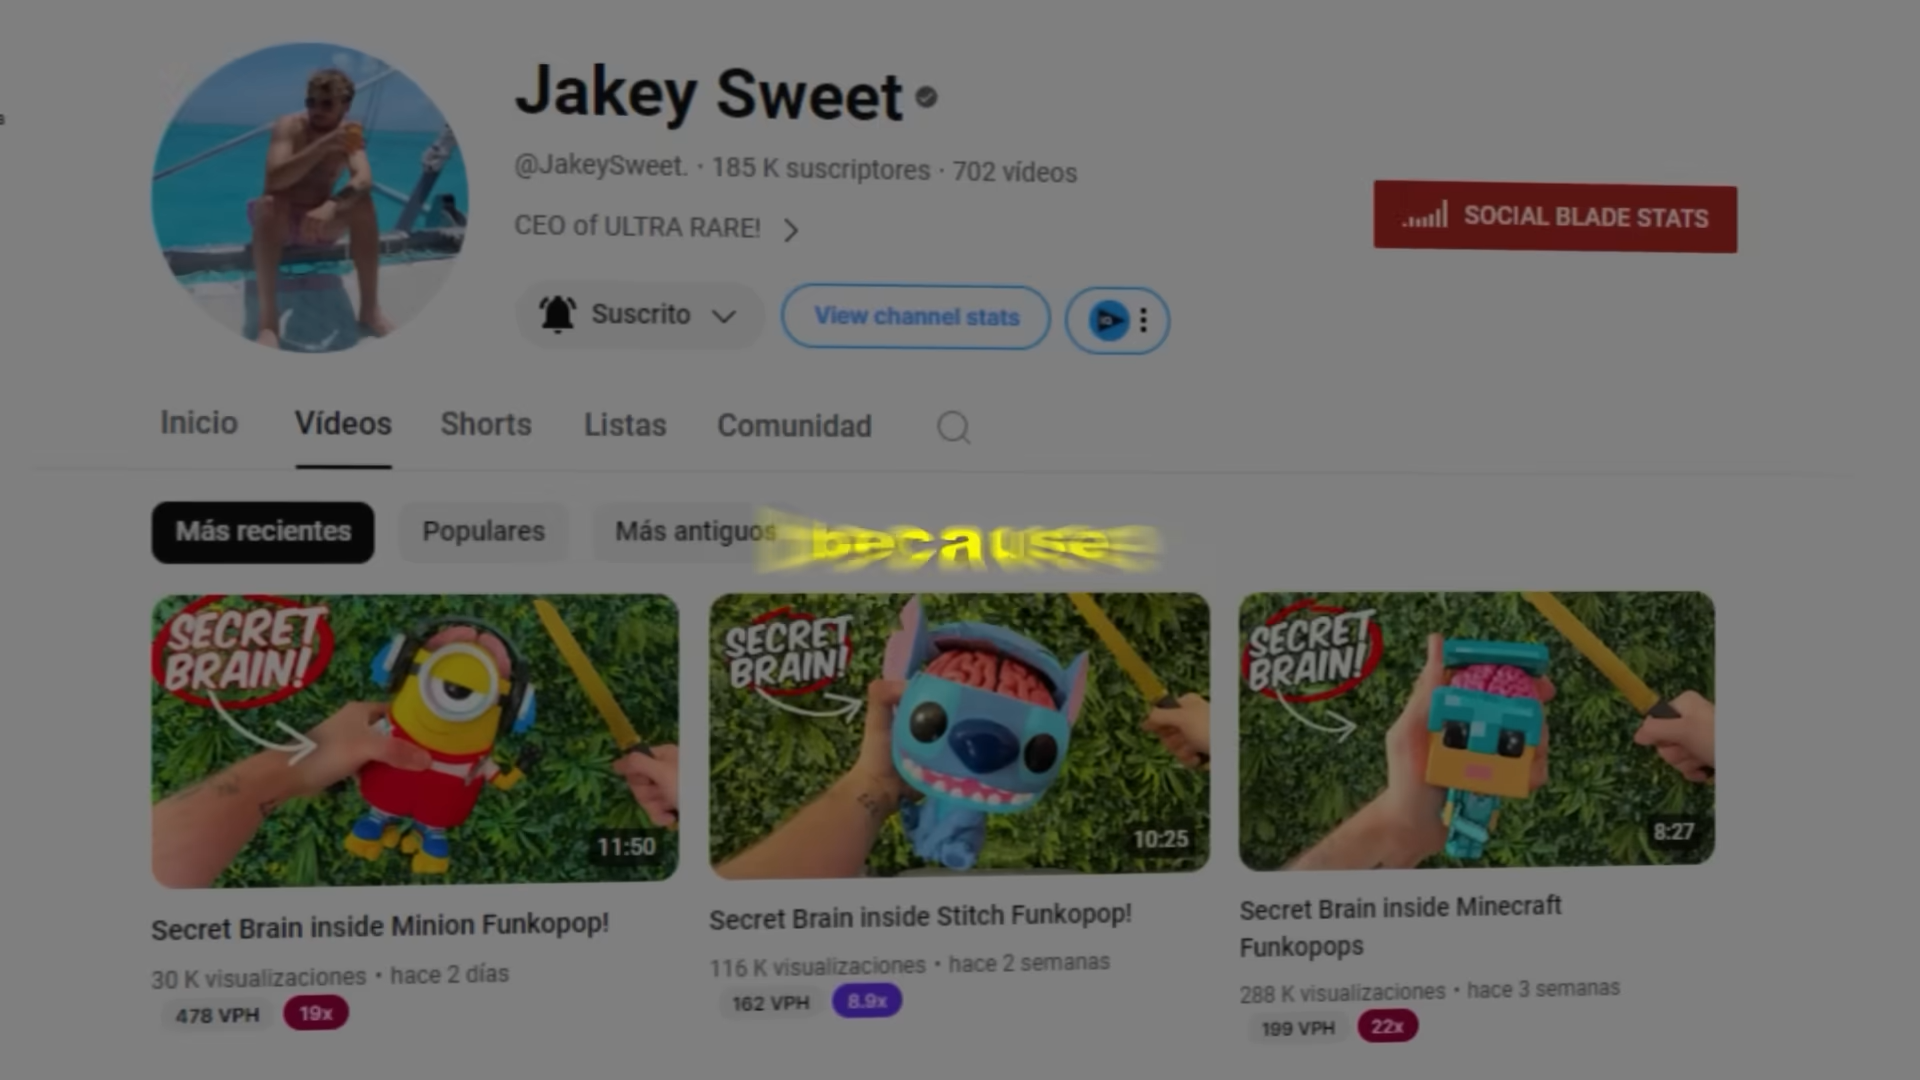 Jakey Sweet
@JakeySweet. · 185 K suscriptores · 702 vídeos
CEO of ULTRA RARE!
SOCIAL BLADE STATS
Suscrito
View channel stats
Inicio
Vídeos
Shorts
Listas
Comunidad
Más recientes
Populares
Más antiguos
because
SECRET
BRAIN!
11:50
SECRET
BRAIN!
10:25
SECRET
BRAIN!
8:27
Secret Brain inside Minion Funkopop!
30 K visualizaciones • hace 2 días
478 VPH
19x
Secret Brain inside Stitch Funkopop!
116 K visualizaciones • hace 2 semanas
162 VPH
8.9x
Secret Brain inside Minecraft
Funkopops
288 K visualizaciones • hace 3 semanas
199 VPH
22x